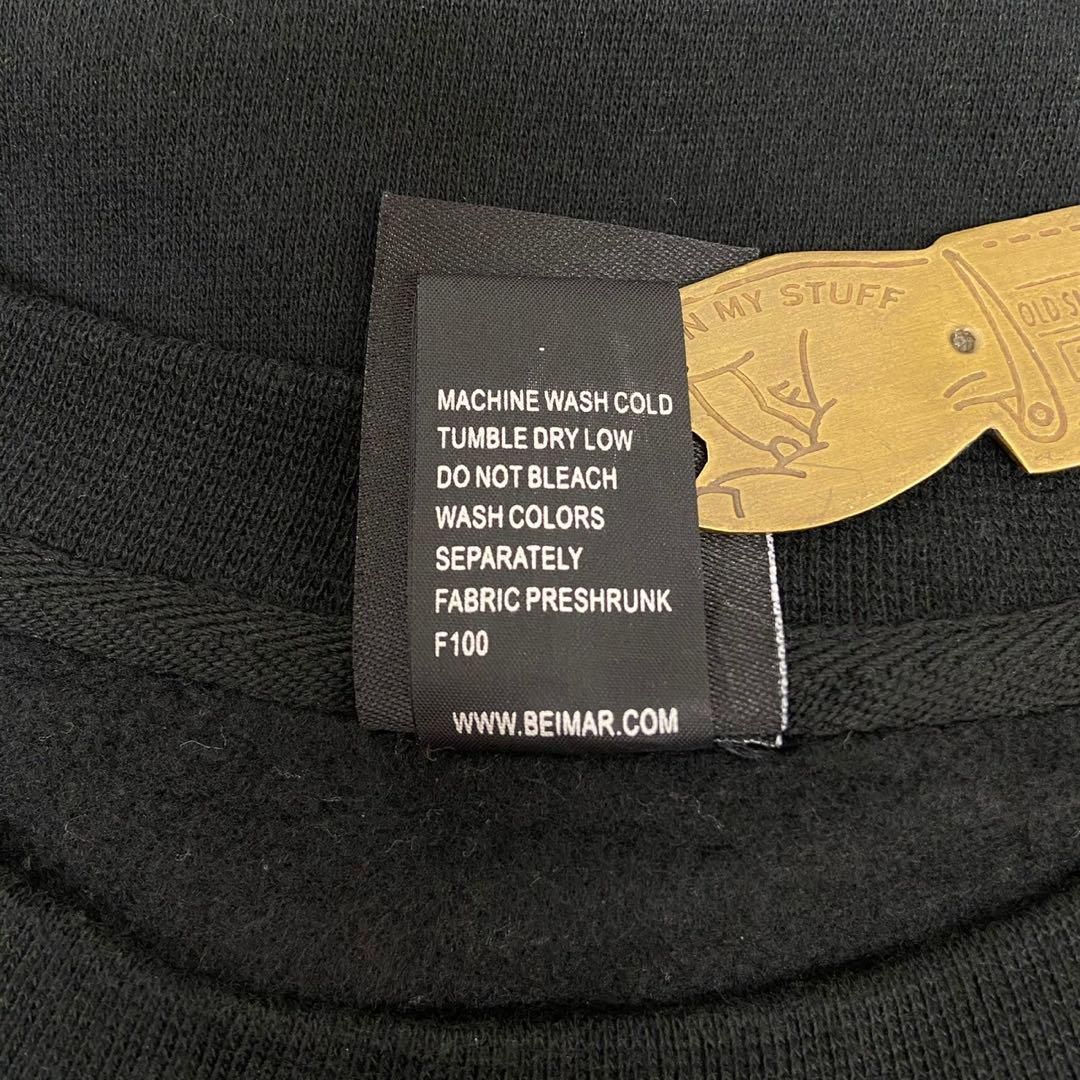 MACHINE WASH COLD
TUMBLE DRY LOW
DO NOT BLEACH
WASH COLORS
SEPARATELY
FABRIC PRESHRUNK
F100
WWW.BEIMAR.COM
MY STUFF